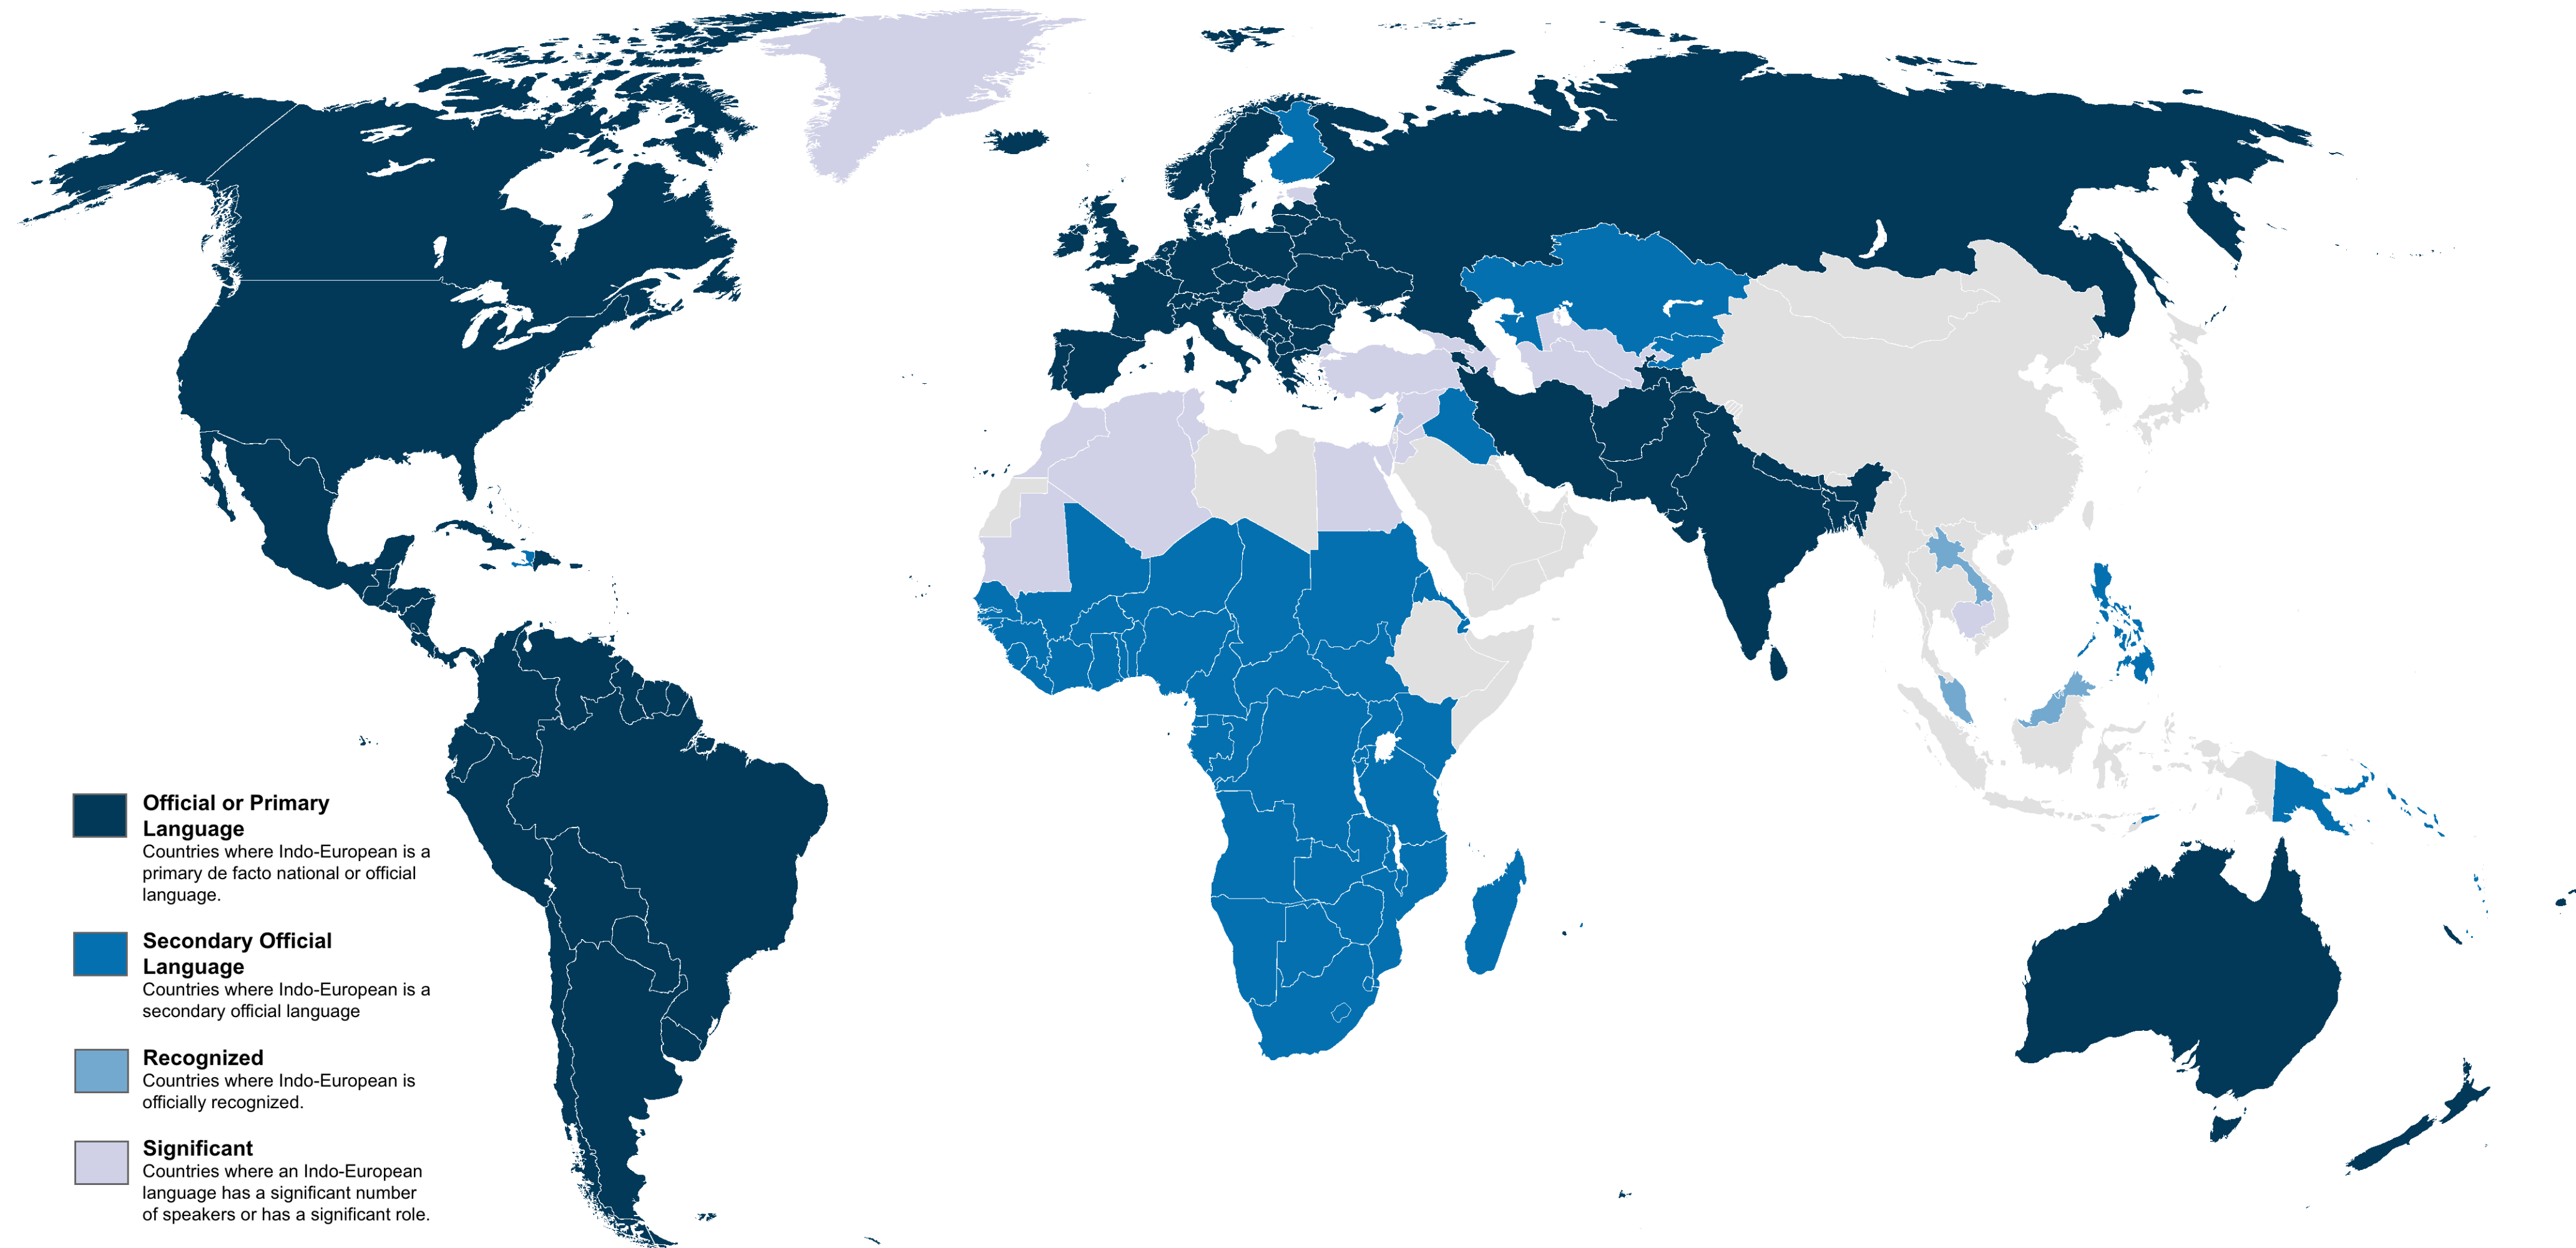 Official or Primary
Language
Countries where Indo-European is a
primary de facto national or official
language.
Secondary Official
Language
Countries where Indo-European is a
secondary official language
Recognized
Countries where Indo-European is
officially recognized.
Significant
Countries where an Indo-European
language has a significant number
of speakers or has a significant role.